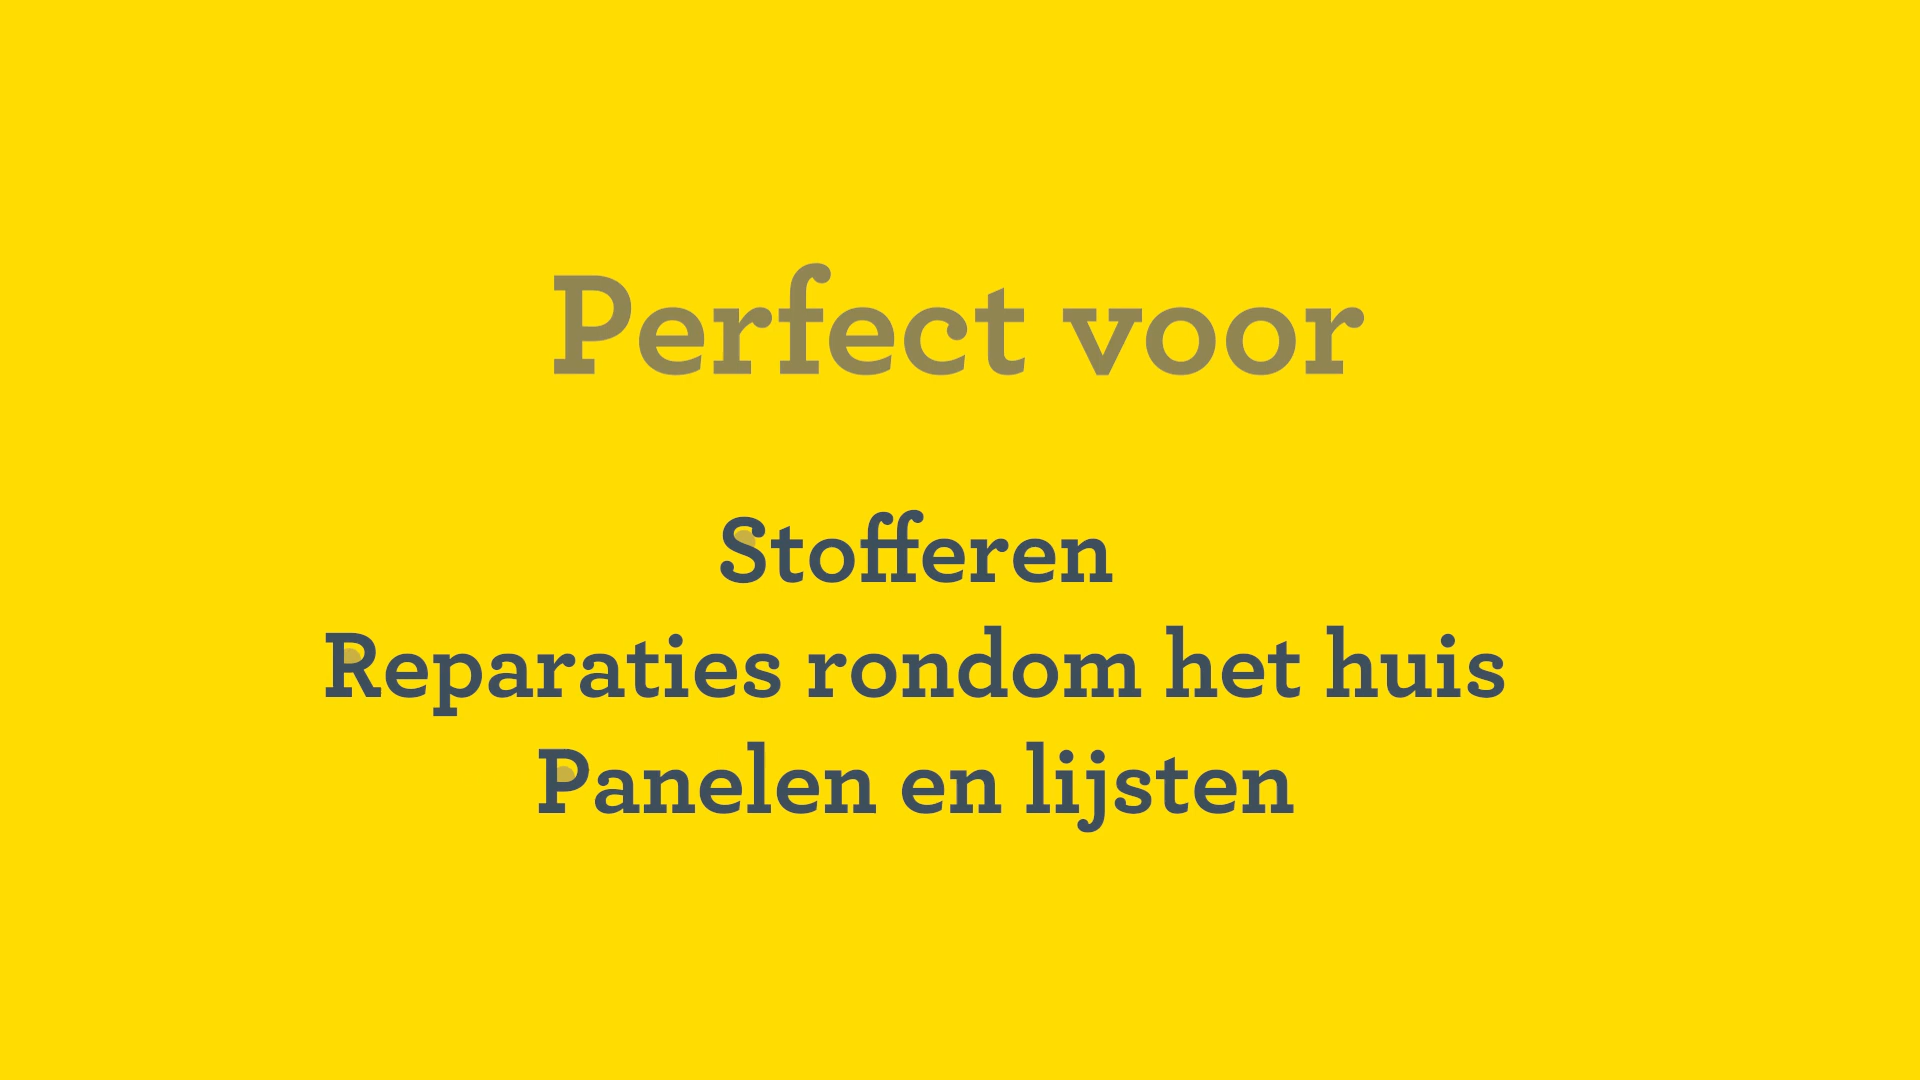 Perfect voor
Stofferen
Reparaties rondom het huis
Panelen en lijsten